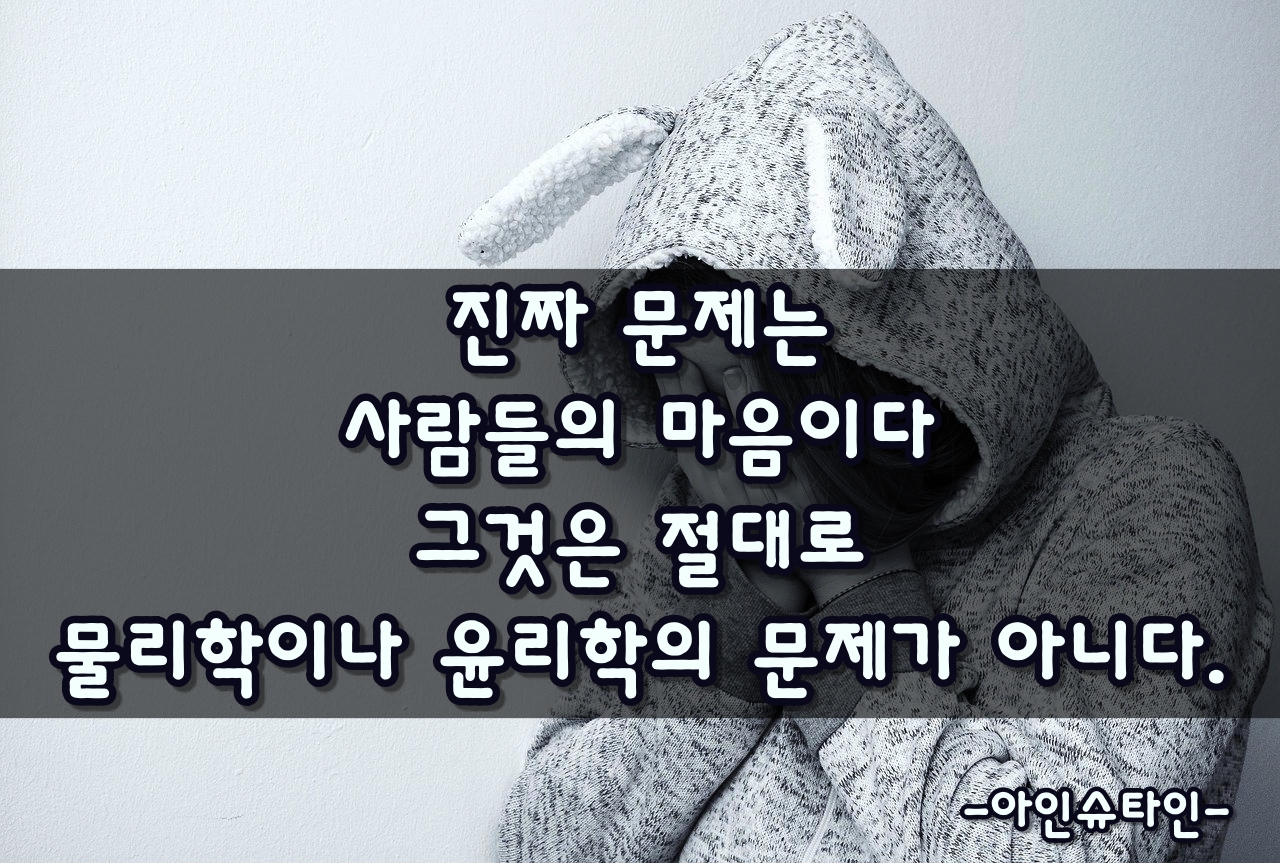 진짜 문제는
사람들의 마음이다
그것은 절대로
물리학이나 윤리학의 문제가 아니다.
-아인슈타인-